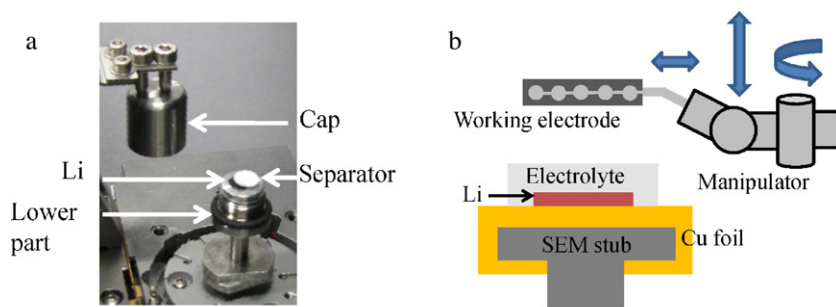 a
Cap
Li
Separator
Lower
part
b
Working electrode
Electrolyte
Manipulator
Li
SEM stub
Cu foil